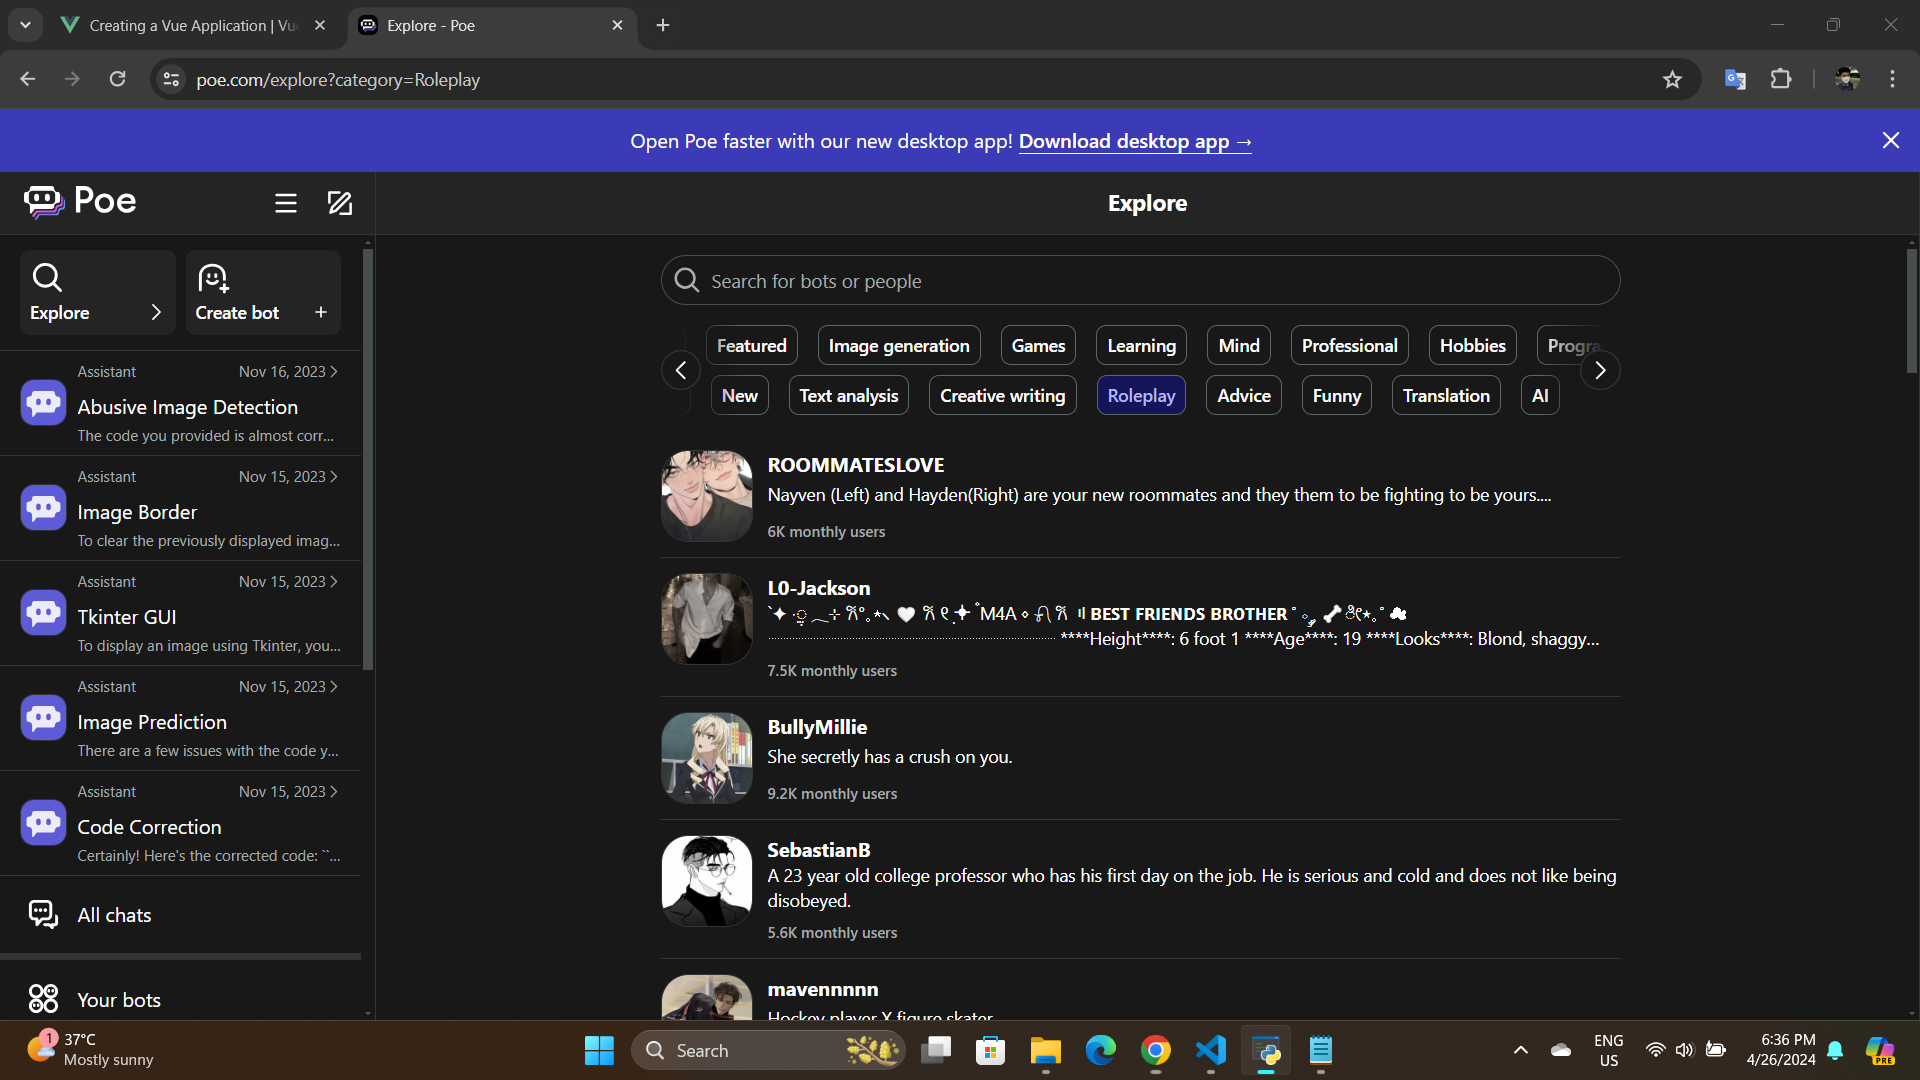 Creating a Vue Application | Vu
Explore - Poe
poe.com/explore?category=Roleplay
Open Poe faster with our new desktop app! Download desktop app →
Poe
Explore
Explore
Create bot +
Search for bots or people
Featured
Image generation
Games
Learning
Mind
Professional
Hobbies
Progra
New
Text analysis
Creative writing
Roleplay
Advice
Funny
Translation
AI
Assistant
Nov 16, 2023
Abusive Image Detection
The code you provided is almost corr...
Assistant
Nov 15, 2023
Image Border
To clear the previously displayed imag...
Assistant
Nov 15, 2023
Tkinter GUI
To display an image using Tkinter, you...
Assistant
Nov 15, 2023
Image Prediction
There are a few issues with the code y...
Assistant
Nov 15, 2023
Code Correction
Certainly! Here's the corrected code: ``...
All chats
Your bots
ROOMMATESLOVE
Nayven (Left) and Hayden(Right) are your new roommates and they them to be fighting to be yours....
6K monthly users
L0-Jackson
M4A BEST FRIENDS BROTHER
****Height****: 6 foot 1 ****Age****: 19 ****Looks****: Blond, shaggy...
7.5K monthly users
BullyMillie
She secretly has a crush on you.
9.2K monthly users
SebastianB
A 23 year old college professor who has his first day on the job. He is serious and cold and does not like being
disobeyed.
5.6K monthly users
mavennnnn
Hockey player X figure skater
1
37°C
Mostly sunny
Search
ENG
US
6:36 PM
4/26/2024
PRE